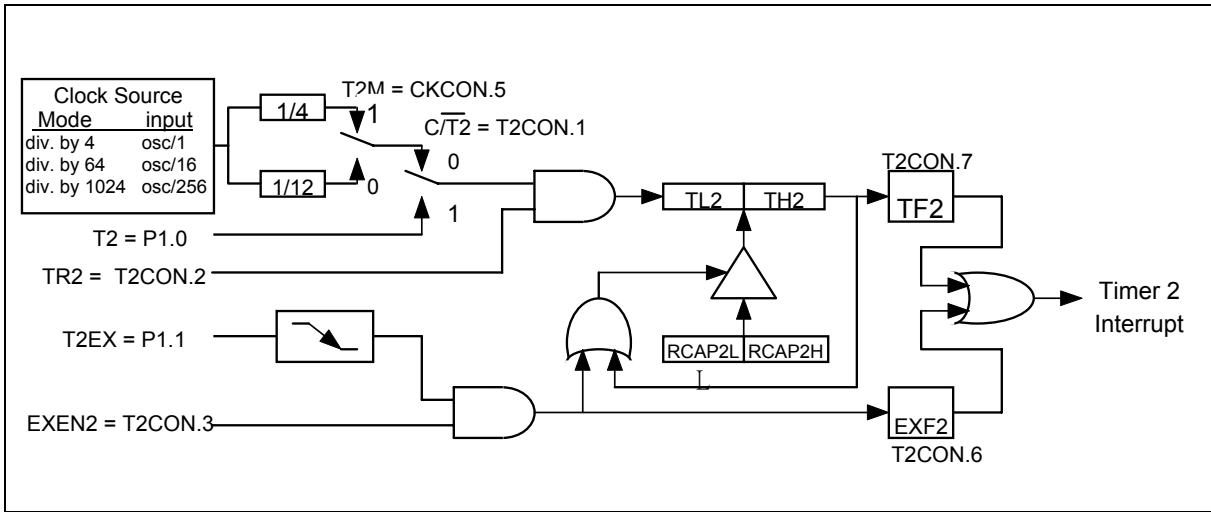 T2M = CKCON.5
Clock Source
Mode input
div. by 4 osc/1
div. by 64 osc/16
div. by 1024 osc/256
1/4
1
C/T2 = T2CON.1
0
1/12
0
1
T2 = P1.0
TR2 = T2CON.2
TL2 TH2
T2CON.7
TF2
Timer 2
Interrupt
T2EX = P1.1
RCAP2L RCAP2H
L
EXEN2 = T2CON.3
EXF2
T2CON.6